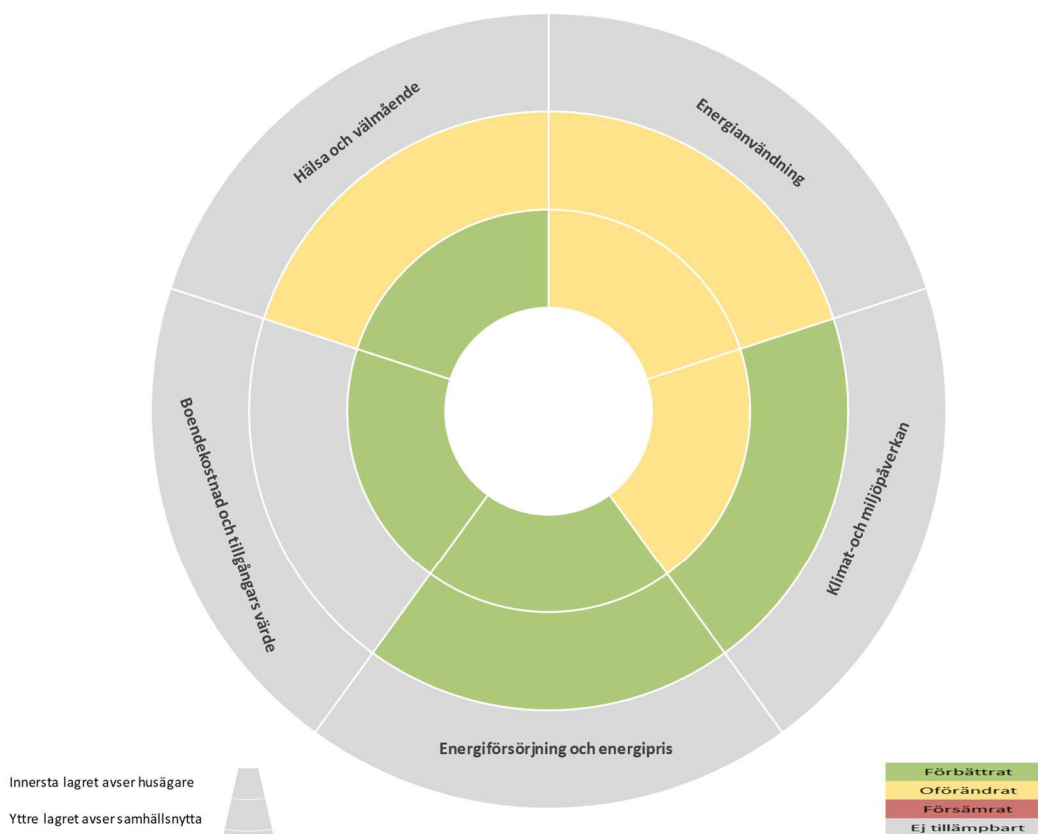 Hälsa och välmående
Energianvändning
Boendekostnad och tillgångars värde
Klimat-och miljöpåverkan
Energiförsörjning och energipris
Innersta lagret avser husägare
Yttre lagret avser samhällsnytta
Förbättrat
Oförändrat
Försämrat
Ej tillämpbart